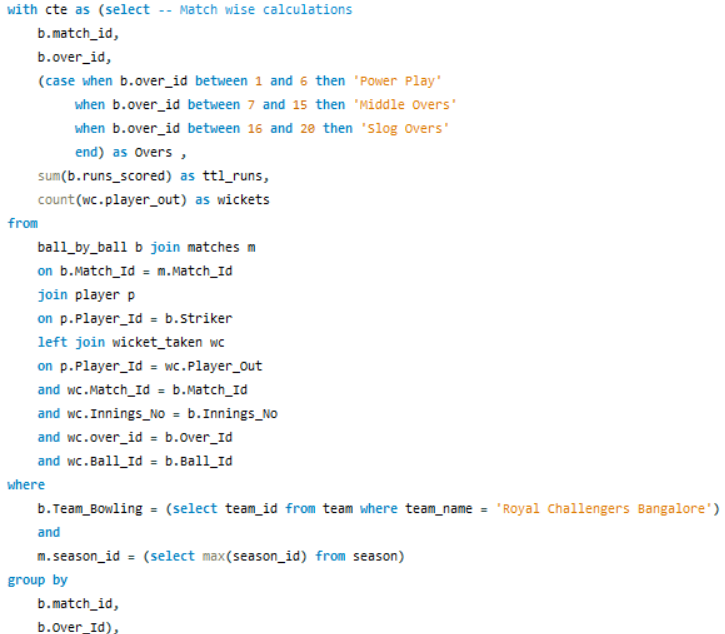 with cte as (select -- Match wise calculations
    b.match_id,
    b.over_id,
    (case when b.over_id between 1 and 6 then 'Power Play'
         when b.over_id between 7 and 15 then 'Middle Overs'
         when b.over_id between 16 and 20 then 'Slog Overs'
         end) as Overs ,
    sum(b.runs_scored) as ttl_runs,
    count(wc.player_out) as wickets
from
    ball_by_ball b join matches m
    on b.Match_Id = m.Match_Id
    join player p
    on p.Player_Id = b.Striker
    left join wicket_taken wc
    on p.Player_Id = wc.Player_Out
    and wc.Match_Id = b.Match_Id
    and wc.Innings_No = b.Innings_No
    and wc.over_id = b.Over_Id
    and wc.Ball_Id = b.Ball_Id
where
    b.Team_Bowling = (select team_id from team where team_name = 'Royal Challengers Bangalore')
    and
    m.season_id = (select max(season_id) from season)
group by
    b.match_id,
    b.Over_Id),